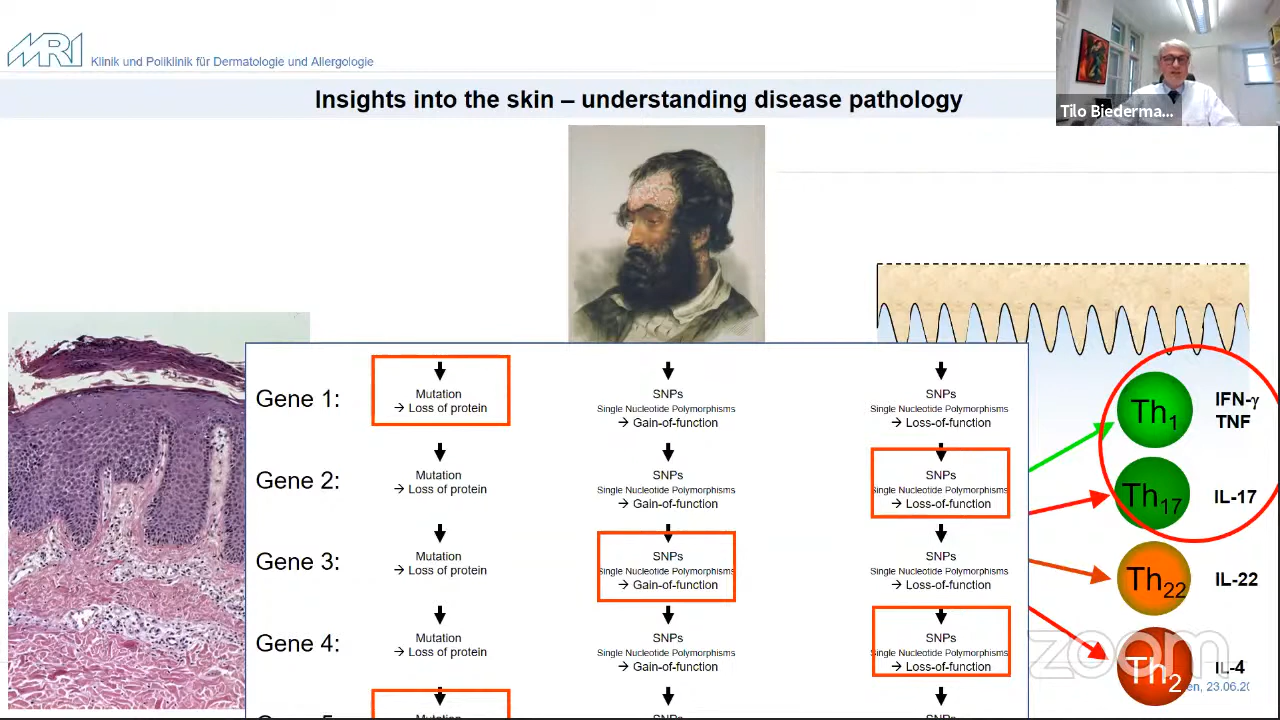 MRI
Klinik und Poliklinik für Dermatologie und Allergologie
Tilo Biederma...
Insights into the skin – understanding disease pathology
Gene 1:
Mutation
→ Loss of protein
SNPs
Single Nucleotide Polymorphisms
→ Gain-of-function
SNPs
Single Nucleotide Polymorphisms
→ Loss-of-function
Gene 2:
Mutation
→ Loss of protein
SNPs
Single Nucleotide Polymorphisms
→ Gain-of-function
SNPs
Single Nucleotide Polymorphisms
→ Loss-of-function
Gene 3:
Mutation
→ Loss of protein
SNPs
Single Nucleotide Polymorphisms
→ Gain-of-function
SNPs
Single Nucleotide Polymorphisms
→ Loss-of-function
Gene 4:
Mutation
→ Loss of protein
SNPs
Single Nucleotide Polymorphisms
→ Gain-of-function
SNPs
Single Nucleotide Polymorphisms
→ Loss-of-function
Mutation
SNPs
SNPs
Th1
IFN-γ
TNF
Th17
IL-17
Th22
IL-22
Th2
IL-4
zoom